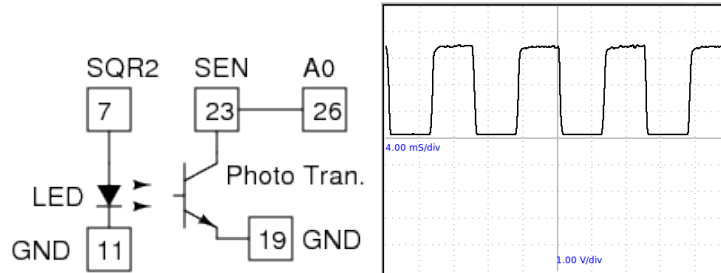 SQR2 SEN A0
7 23 26
LED Photo Tran.
GND 11 19 GND
4.00 mS/div
1.00 V/div